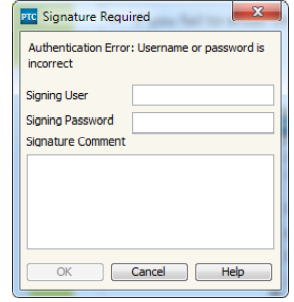 PTC Signature Required
Authentication Error: Username or password is
incorrect
Signing User
Signing Password
Signature Comment
OK Cancel Help